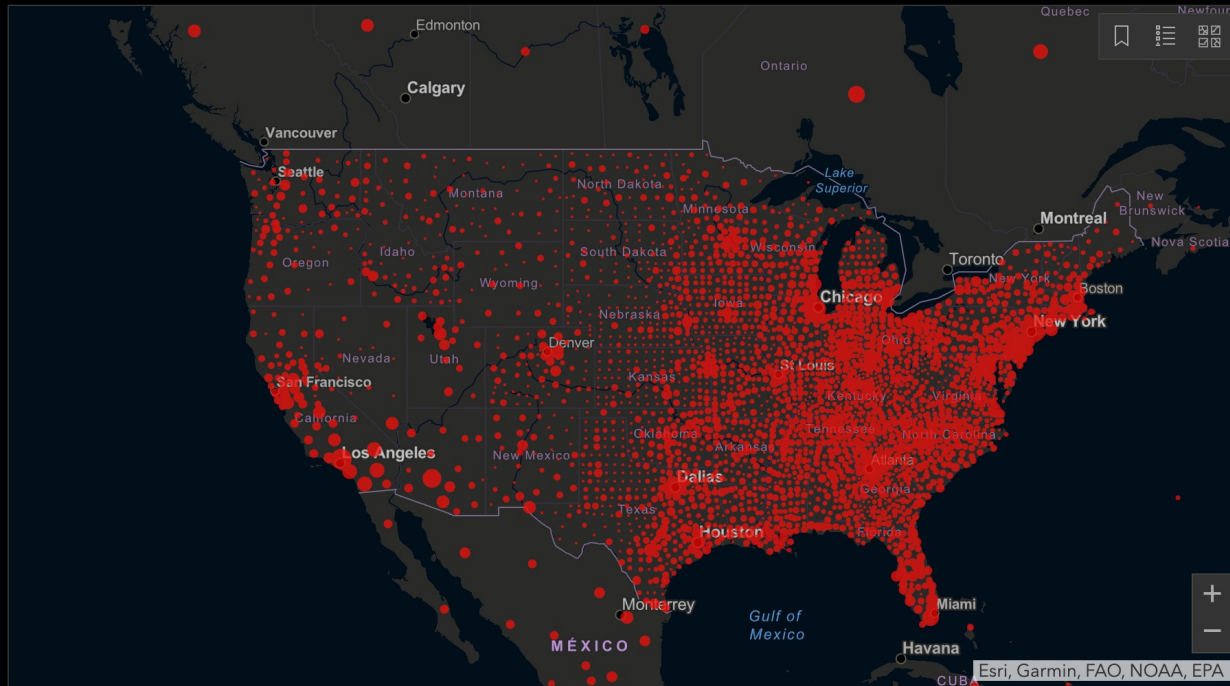 Quebec
Newfoun
Edmonton
Ontario
Calgary
Vancouver
Lake
Superior
Seattle
Montana
North Dakota
New
Brunswick
Minnesota
Montreal
Wisconsin
Nova Scotia
Idaho
South Dakota
Oregon
Toronto
New York
Wyoming
Boston
Chicago
Iowa
Nebraska
New York
Ohio
Denver
Nevada
Utah
St Louis
Kansas
San Francisco
Kentucky
Virginia
California
Tennessee
Oklahoma
North Carolina
Arkansas
Los Angeles
New Mexico
Atlanta
Dallas
Georgia
Texas
Houston
Florida
Monterrey
Miami
Gulf of
Mexico
MÉXICO
Havana
CUBA
Esri, Garmin, FAO, NOAA, EPA